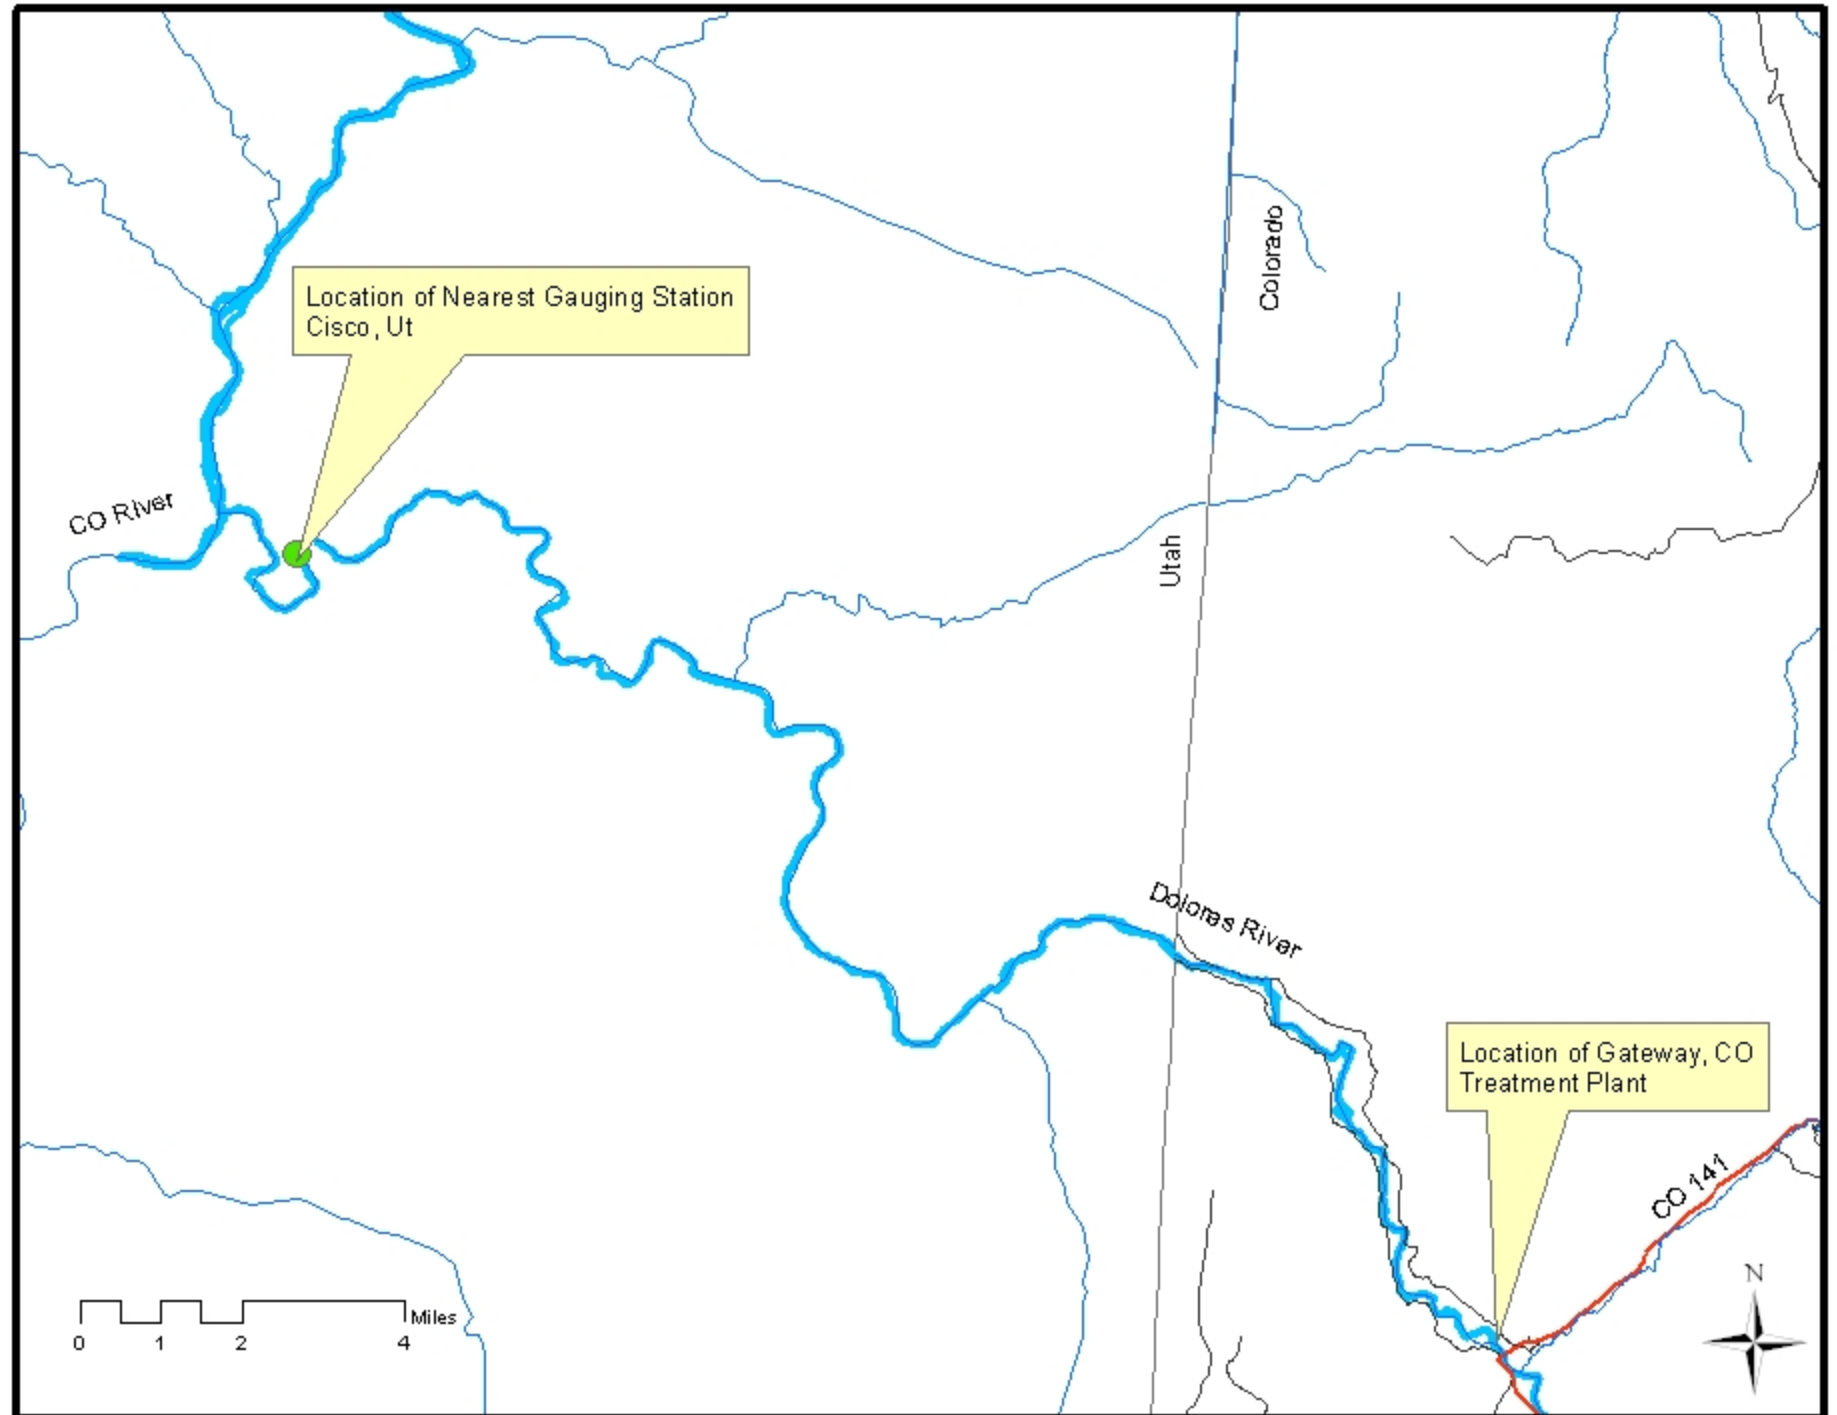 Colorado
Location of Nearest Gauging Station
Cisco, Ut
CO River
Utah
Dolores River
Location of Gateway, CO
Treatment Plant
CO 141
N
Miles
0 1 2 4